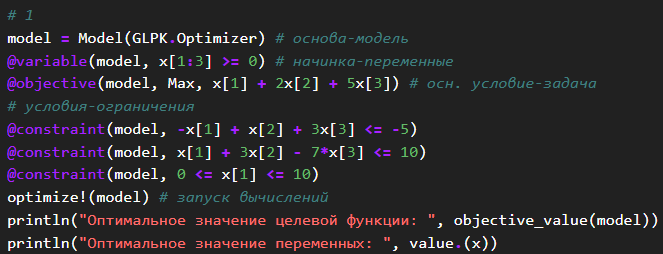 # 1
model = Model(GLPK.Optimizer) # основа-модель
@variable(model, x[1:3] >= 0) # начинка-переменные
@objective(model, Max, x[1] + 2x[2] + 5x[3]) # осн. условие-задача
# условия-ограничения
@constraint(model, -x[1] + x[2] + 3x[3] <= -5)
@constraint(model, x[1] + 3x[2] - 7*x[3] <= 10)
@constraint(model, 0 <= x[1] <= 10)
optimize!(model) # запуск вычислений
println("Оптимальное значение целевой функции: ", objective_value(model))
println("Оптимальное значение переменных: ", value.(x))